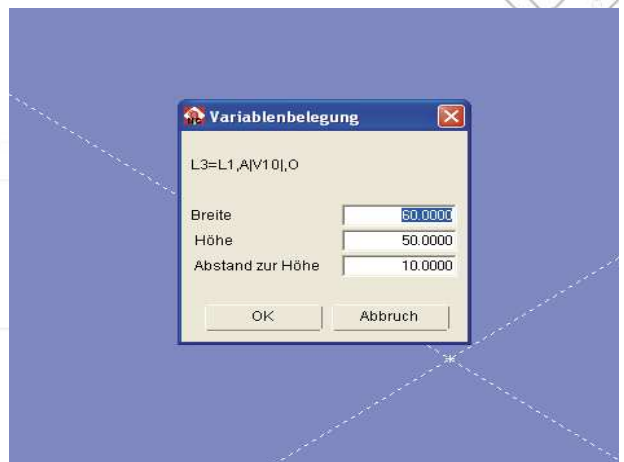 Variablenbelegung
L3=L1,A|V10|,O
Breite 60.0000
Höhe 50.0000
Abstand zur Höhe 10.0000
OK Abbruch